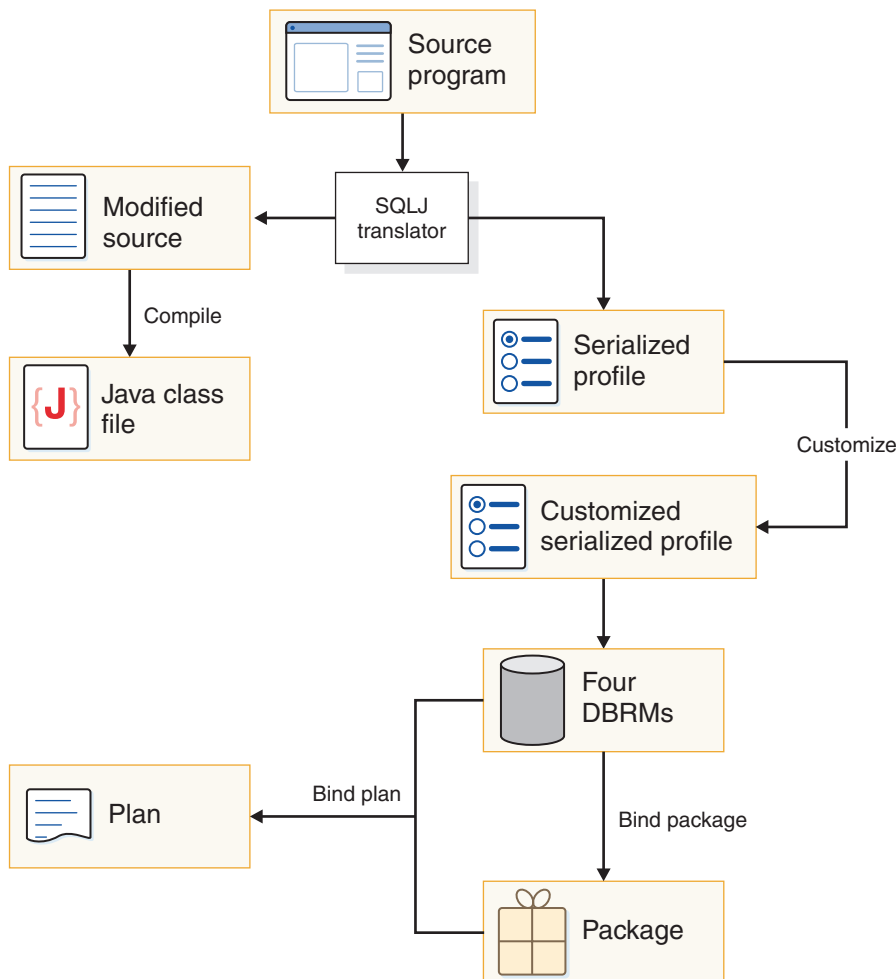 Source
program
SQLJ
translator
Modified
source
Compile
Serialized
profile
{J}
Java class
file
Customize
Customized
serialized profile
Four
DBRMs
Bind plan
Plan
Bind package
Package